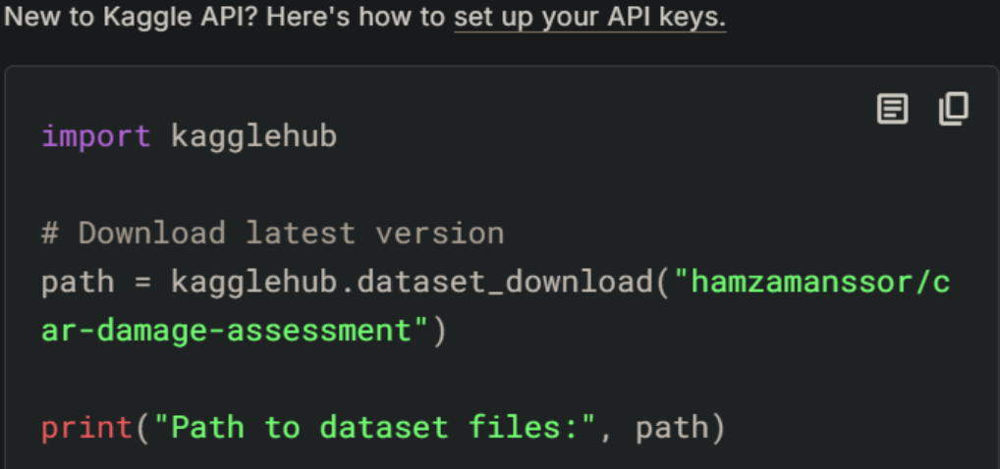 New to Kaggle API? Here's how to set up your API keys.
import kagglehub
# Download latest version
path = kagglehub.dataset_download("hamzamanssor/c
ar-damage-assessment")
print("Path to dataset files:", path)